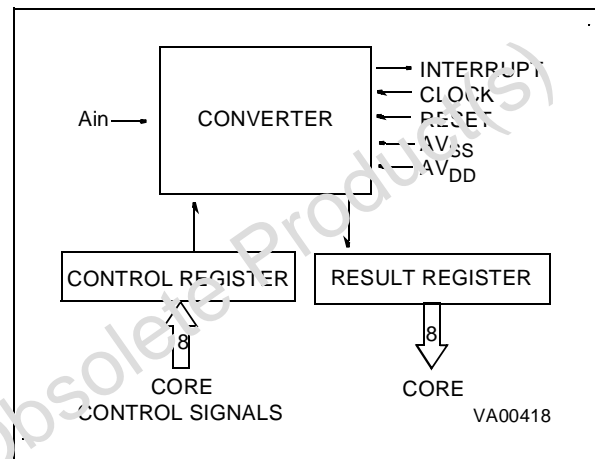 INTERRUPT
CLOCK
RESET
AVSS
AVDD
Ain
CONVERTER
CONTROL REGISTER
RESULT REGISTER
8
8
CORE
CONTROL SIGNALS
CORE
VA00418
Obsolete Product(s)